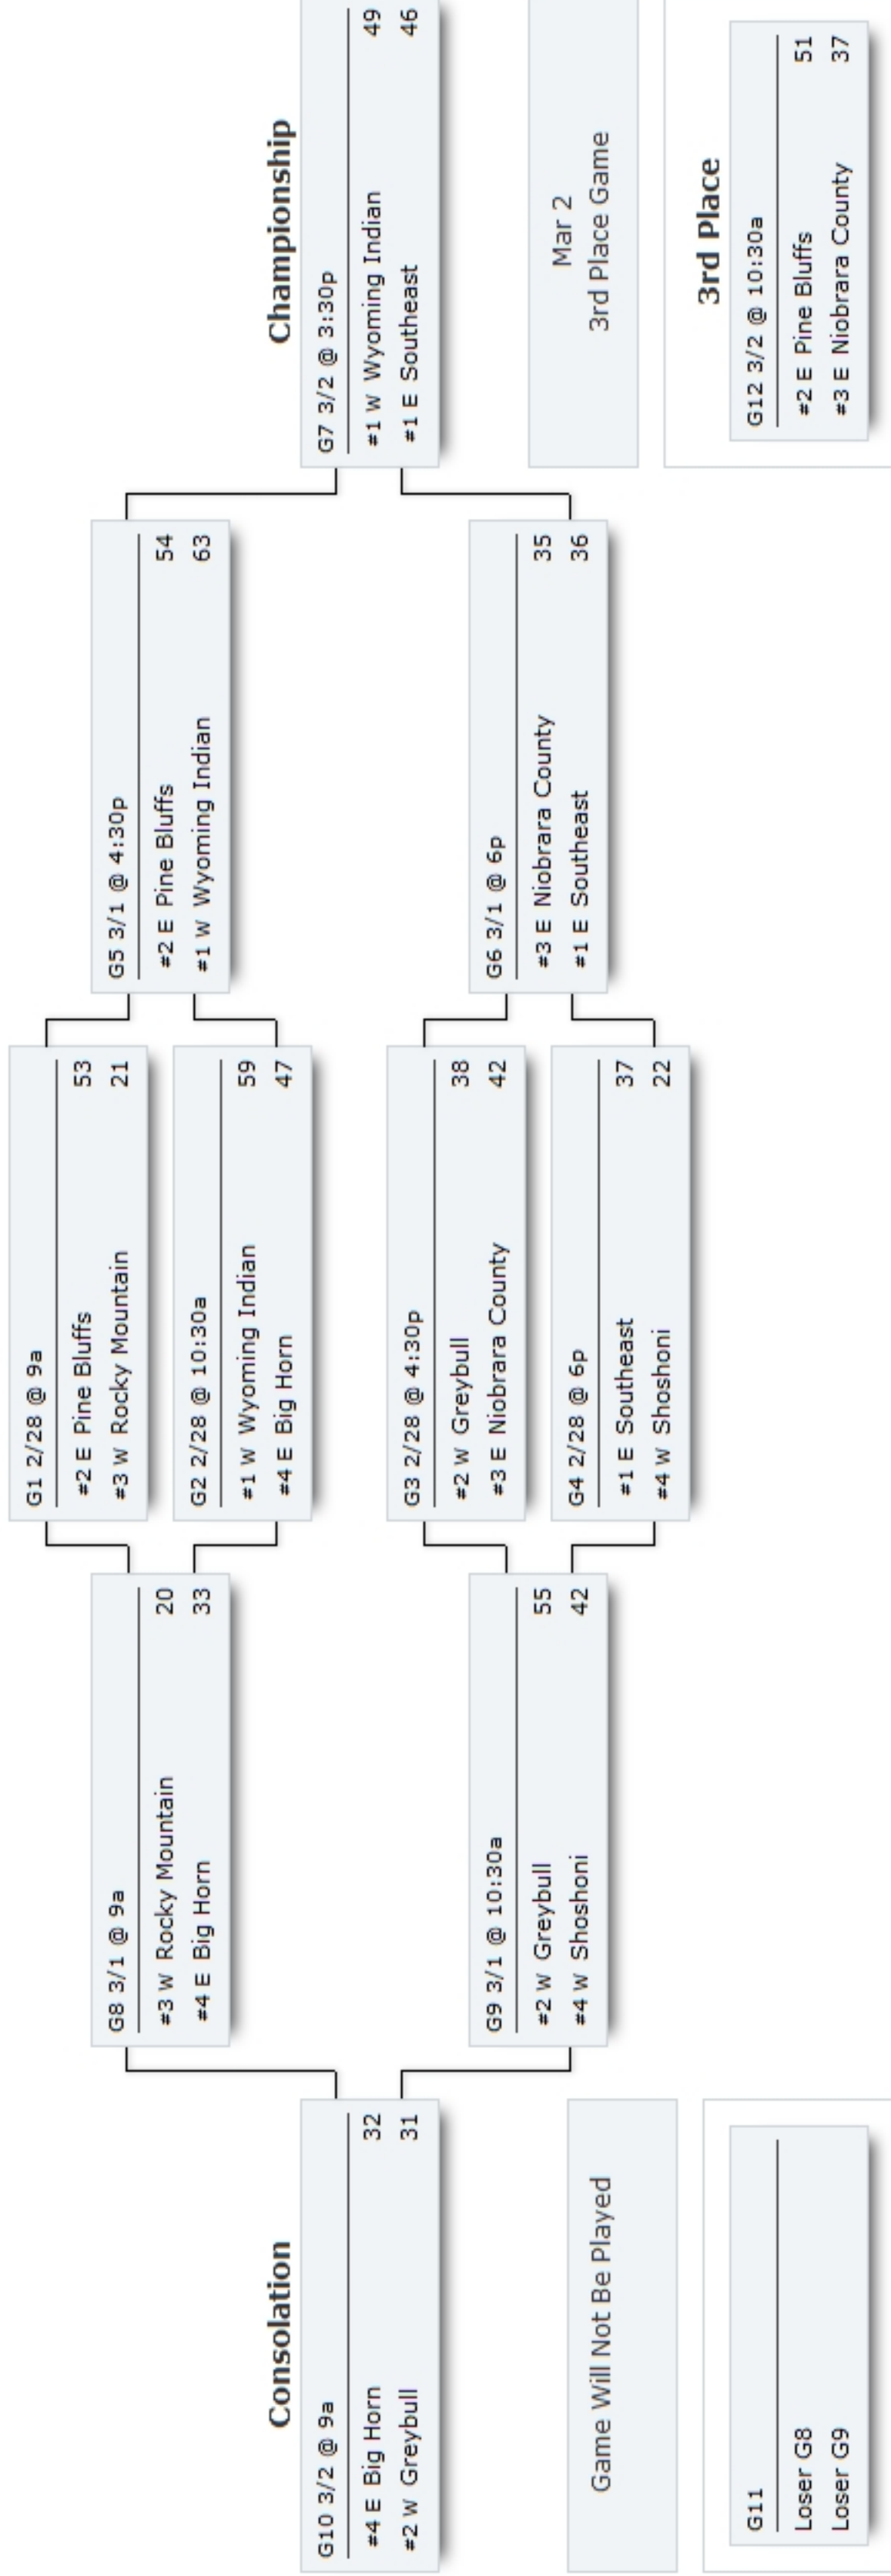 G1 2/28 @ 9a
#2 E Pine Bluffs 53
#3 W Rocky Mountain 21
G8 3/1 @ 9a
#3 W Rocky Mountain 20
#4 E Big Horn 33
G5 3/1 @ 4:30p
#2 E Pine Bluffs 54
#1 W Wyoming Indian 63
G2 2/28 @ 10:30a
#1 W Wyoming Indian 59
#4 E Big Horn 47
Consolation
G10 3/2 @ 9a
#4 E Big Horn 32
#2 W Greybull 31
Championship
G7 3/2 @ 3:30p
#1 W Wyoming Indian 49
#1 E Southeast 46
G3 2/28 @ 4:30p
#2 W Greybull 38
#3 E Niobrara County 42
G9 3/1 @ 10:30a
#2 W Greybull 55
#4 W Shoshoni 42
G6 3/1 @ 6p
#3 E Niobrara County 35
#1 E Southeast 36
G4 2/28 @ 6p
#1 E Southeast 37
#4 W Shoshoni 22
Game Will Not Be Played
Mar 2
3rd Place Game
G11
Loser G8
Loser G9
3rd Place
G12 3/2 @ 10:30a
#2 E Pine Bluffs 51
#3 E Niobrara County 37